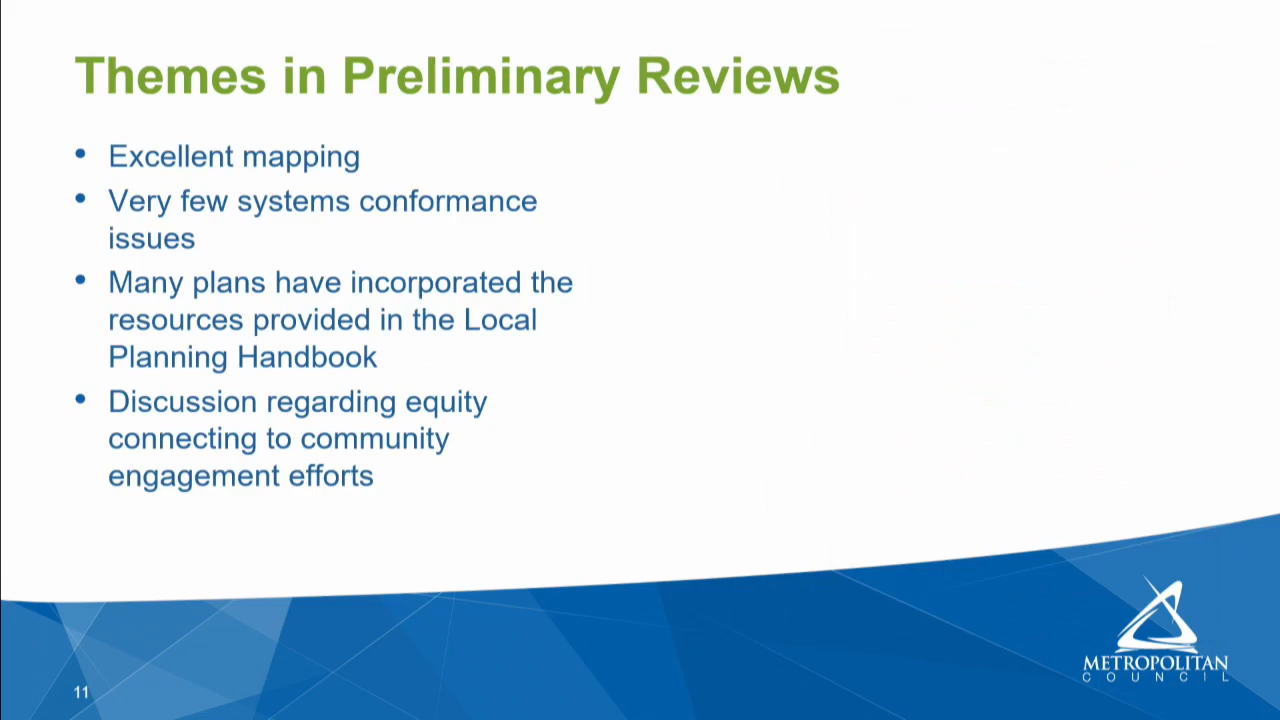 Themes in Preliminary Reviews
• Excellent mapping
• Very few systems conformance
issues
• Many plans have incorporated the
resources provided in the Local
Planning Handbook
• Discussion regarding equity
connecting to community
engagement efforts
METROPOLITAN
COUNCIL
11